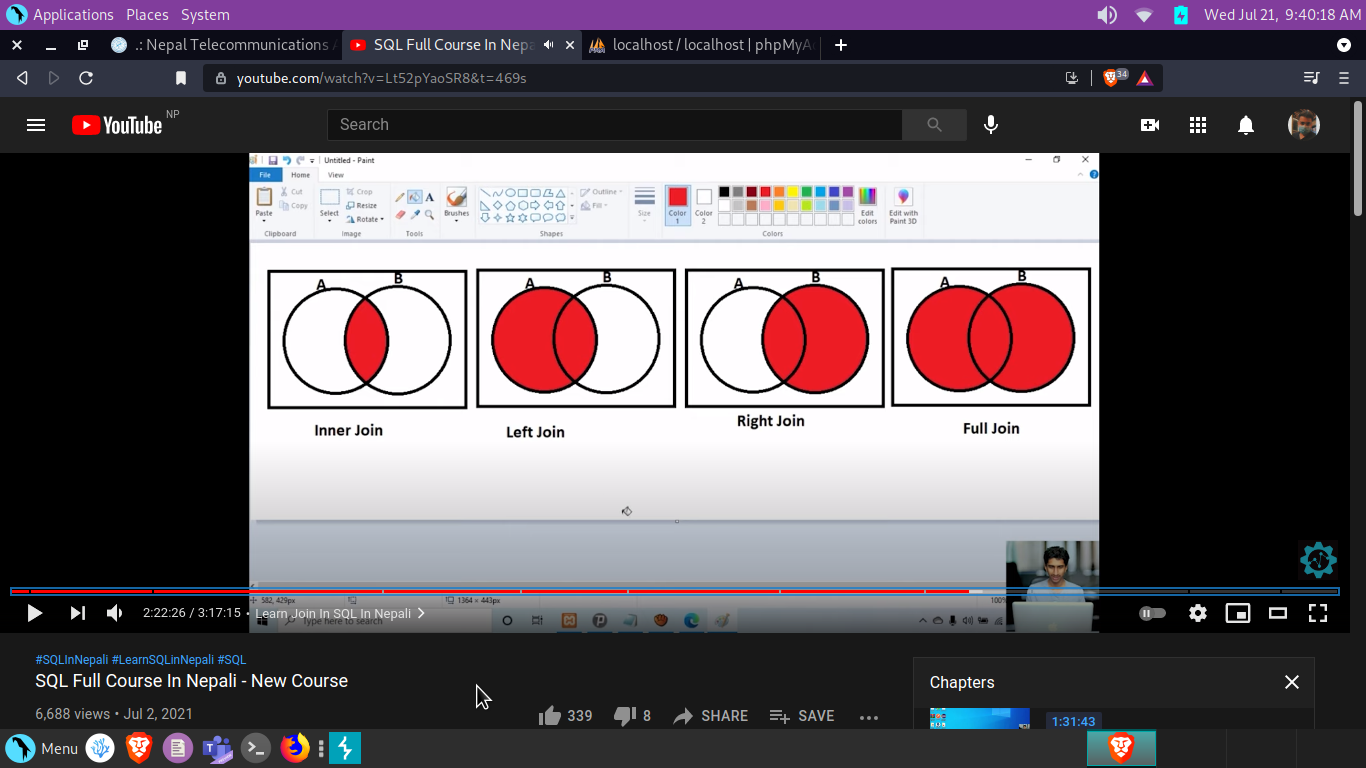 Applications Places System
Wed Jul 21, 9:40:18 AM
.: Nepal Telecommunications A
SQL Full Course In Nepa
localhost / localhost | phpMyAd
youtube.com/watch?v=Lt52pYaoSR8&t=469s
34
YouTube NP
Search
Untitled - Paint
File Home View
Paste
Cut
Copy
Clipboard
Select
Crop
Resize
Rotate
Image
Tools
Brushes
Shapes
Outline
Fill
Size
Color 1
Color 2
Colors
Edit colors
Edit with Paint 3D
A B
A B
A B
A B
Inner Join
Left Join
Right Join
Full Join
582, 429px
1364 × 443px
100%
Type here to search
2:22:26 / 3:17:15 • Learn Join In SQL In Nepali
#SQLInNepali #LearnSQLinNepali #SQL
SQL Full Course In Nepali - New Course
6,688 views • Jul 2, 2021
339
8
SHARE
SAVE
Chapters
1:31:43
Menu